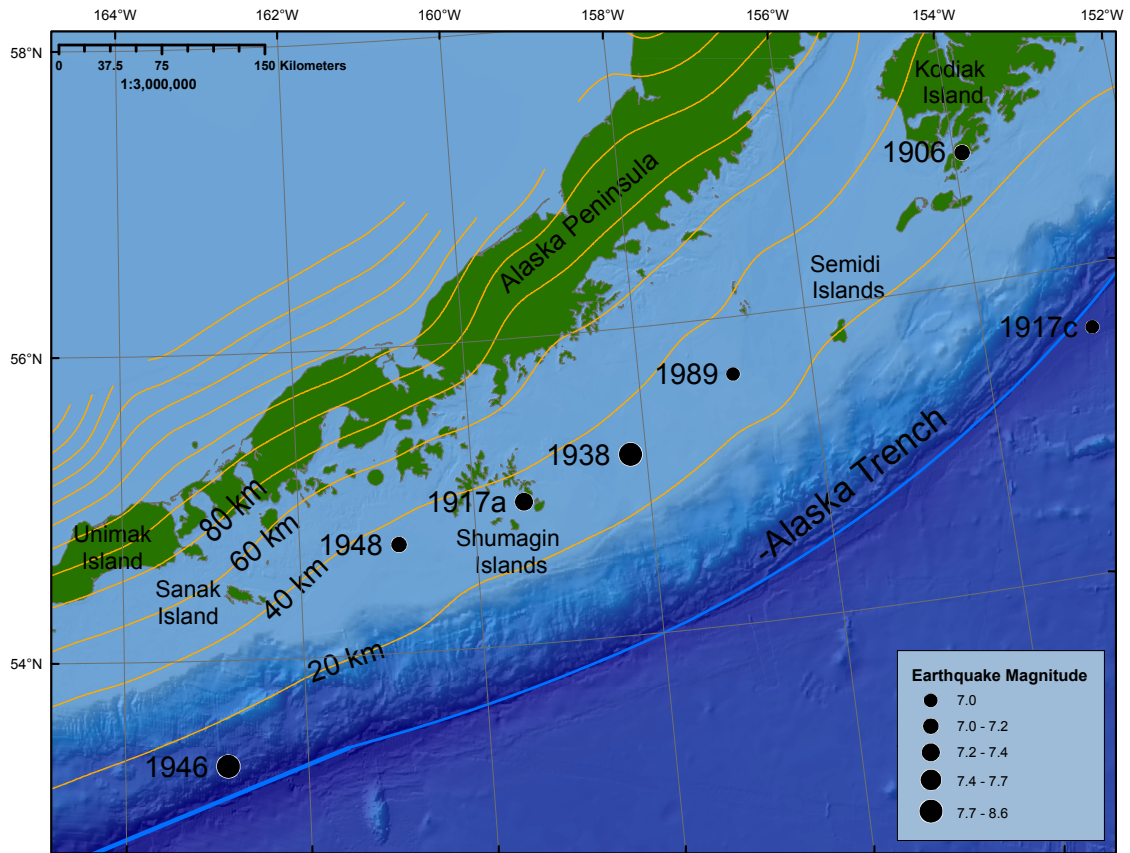 164°W 162°W 160°W 158°W 156°W 154°W 152°W
58°N
0 37.5 75 150 Kilometers
1:3,000,000
Kodiak
Island
1906
Alaska Peninsula
Semidi
Islands
1917c
56°N
1989
1938
1917a
Shumagin
Islands
1948
80 km
60 km
40 km
20 km
Unimak
Island
Sanak
Island
-Alaska Trench
54°N
1946
Earthquake Magnitude
7.0
7.0 - 7.2
7.2 - 7.4
7.4 - 7.7
7.7 - 8.6